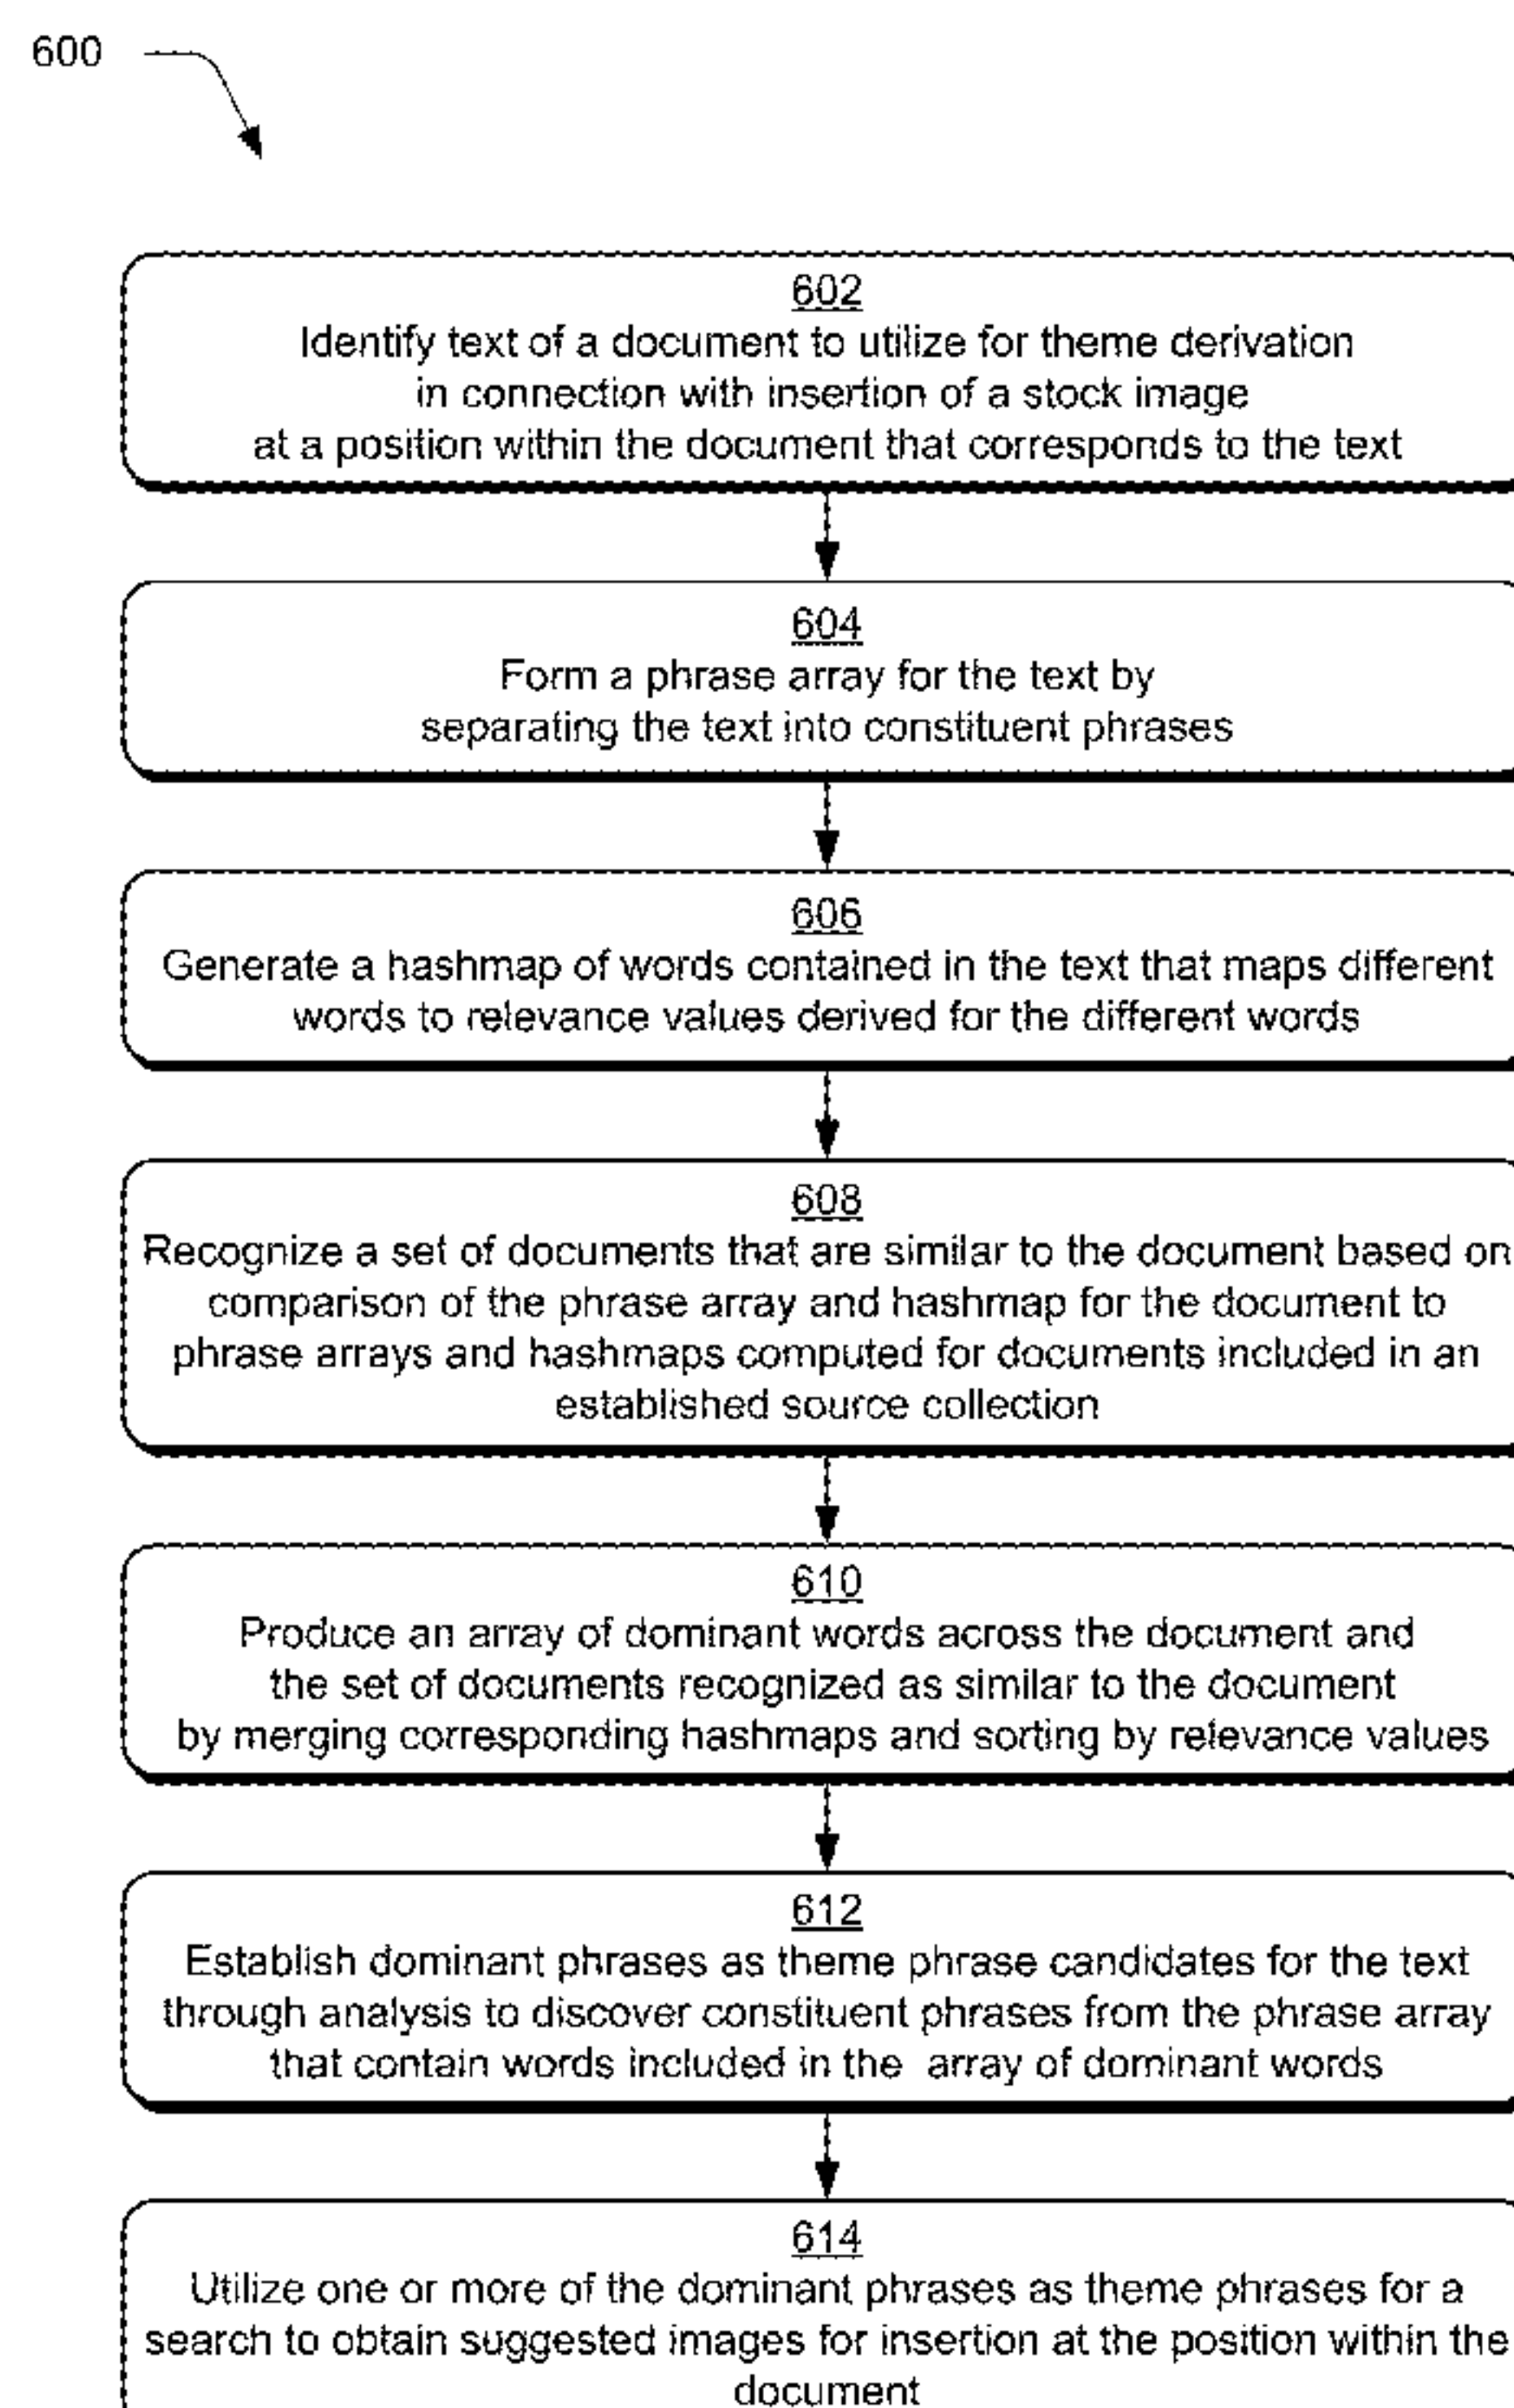 600
602
Identify text of a document to utilize for theme derivation
in connection with insertion of a stock image
at a position within the document that corresponds to the text
604
Form a phrase array for the text by
separating the text into constituent phrases
606
Generate a hashmap of words contained in the text that maps different
words to relevance values derived for the different words
608
Recognize a set of documents that are similar to the document based on
comparison of the phrase array and hashmap for the document to
phrase arrays and hashmaps computed for documents included in an
established source collection
610
Produce an array of dominant words across the document and
the set of documents recognized as similar to the document
by merging corresponding hashmaps and sorting by relevance values
612
Establish dominant phrases as theme phrase candidates for the text
through analysis to discover constituent phrases from the phrase array
that contain words included in the array of dominant words
614
Utilize one or more of the dominant phrases as theme phrases for a
search to obtain suggested images for insertion at the position within the
document